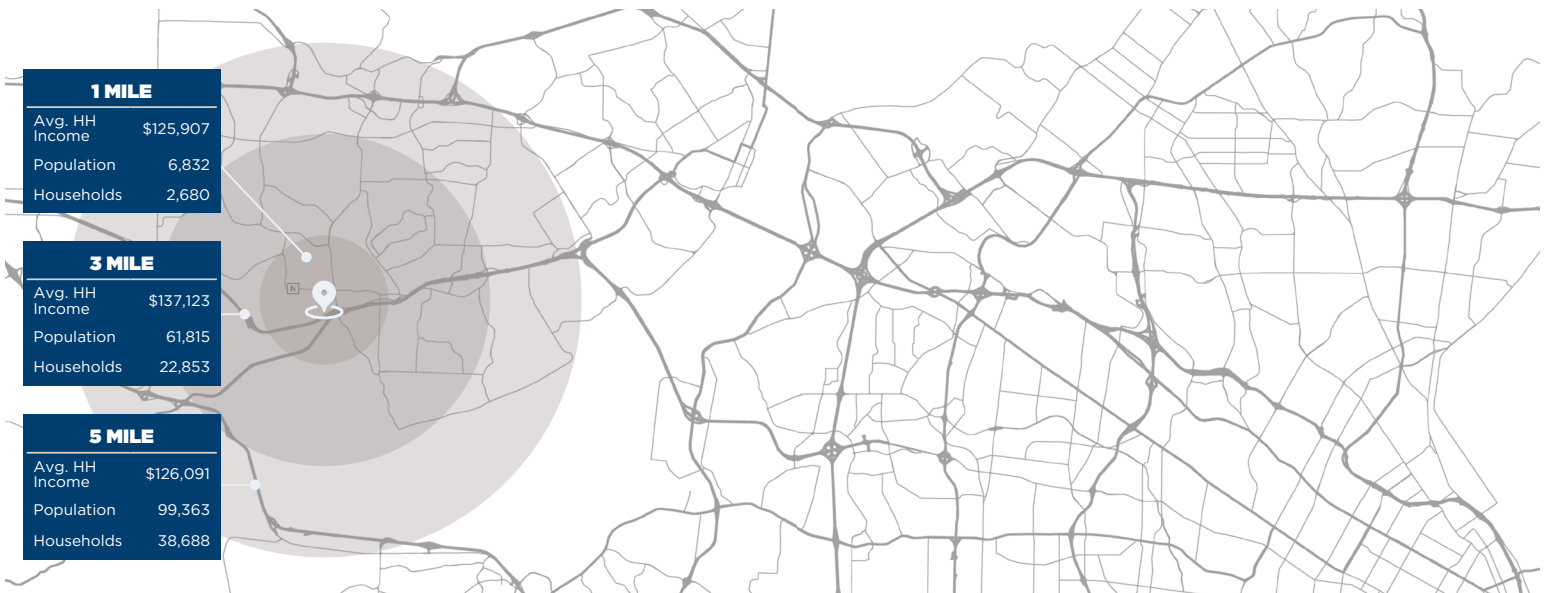 1 MILE
Avg. HH
Income
$125,907
Population 6,832
Households 2,680
3 MILE
Avg. HH
Income
$137,123
Population 61,815
Households 22,853
5 MILE
Avg. HH
Income
$126,091
Population 99,363
Households 38,688
N